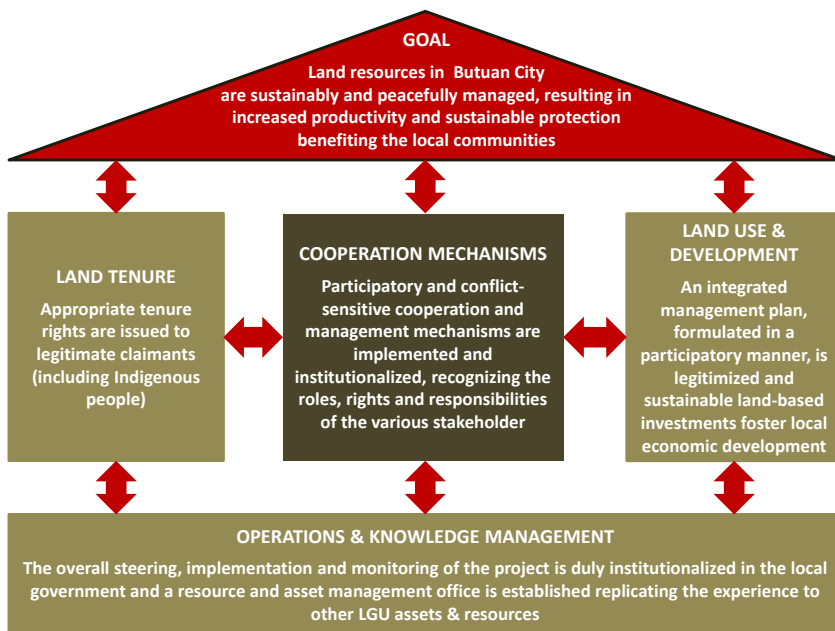 GOAL
Land resources in Butuan City
are sustainably and peacefully managed, resulting in
increased productivity and sustainable protection
benefiting the local communities
LAND TENURE
Appropriate tenure
rights are issued to
legitimate claimants
(including Indigenous
people)
COOPERATION MECHANISMS
Participatory and conflict-
sensitive cooperation and
management mechanisms are
implemented and
institutionalized, recognizing the
roles, rights and responsibilities
of the various stakeholder
LAND USE &
DEVELOPMENT
An integrated
management plan,
formulated in a
participatory manner, is
legitimized and
sustainable land-based
investments foster local
economic development
OPERATIONS & KNOWLEDGE MANAGEMENT
The overall steering, implementation and monitoring of the project is duly institutionalized in the local
government and a resource and asset management office is established replicating the experience to
other LGU assets & resources